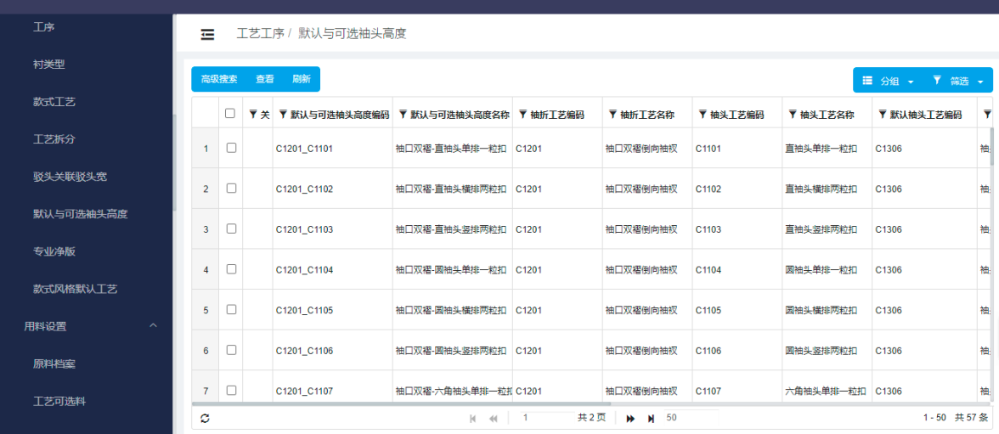 工序
衬类型
款式工艺
工艺拆分
驳头关联驳头宽
默认与可选袖头高度
专业净版
款式风格默认工艺
用料设置
原料档案
工艺可选料
工艺工序 / 默认与可选袖头高度
高级搜索 查看 刷新
分组 筛选
关 默认与可选袖头高度编码 默认与可选袖头高度名称 袖折工艺编码 袖折工艺名称 袖头工艺编码 袖头工艺名称 默认袖头工艺编码
1 C1201_C1101 袖口双褶-直袖头单排一粒扣 C1201 袖口双褶倒向袖衩 C1101 直袖头单排一粒扣 C1306 袖
2 C1201_C1102 袖口双褶-直袖头横排两粒扣 C1201 袖口双褶倒向袖衩 C1102 直袖头横排两粒扣 C1306 袖
3 C1201_C1103 袖口双褶-直袖头竖排两粒扣 C1201 袖口双褶倒向袖衩 C1103 直袖头竖排两粒扣 C1306 袖
4 C1201_C1104 袖口双褶-圆袖头单排一粒扣 C1201 袖口双褶倒向袖衩 C1104 圆袖头单排一粒扣 C1306 袖
5 C1201_C1105 袖口双褶-圆袖头横排两粒扣 C1201 袖口双褶倒向袖衩 C1105 圆袖头横排两粒扣 C1306 袖
6 C1201_C1106 袖口双褶-圆袖头竖排两粒扣 C1201 袖口双褶倒向袖衩 C1106 圆袖头竖排两粒扣 C1306 袖
7 C1201_C1107 袖口双褶-六角袖头单排一粒 C1201 袖口双褶倒向袖衩 C1107 六角袖头单排一粒扣 C1306 袖
1 共 2 页 50 1 - 50 共 57 条